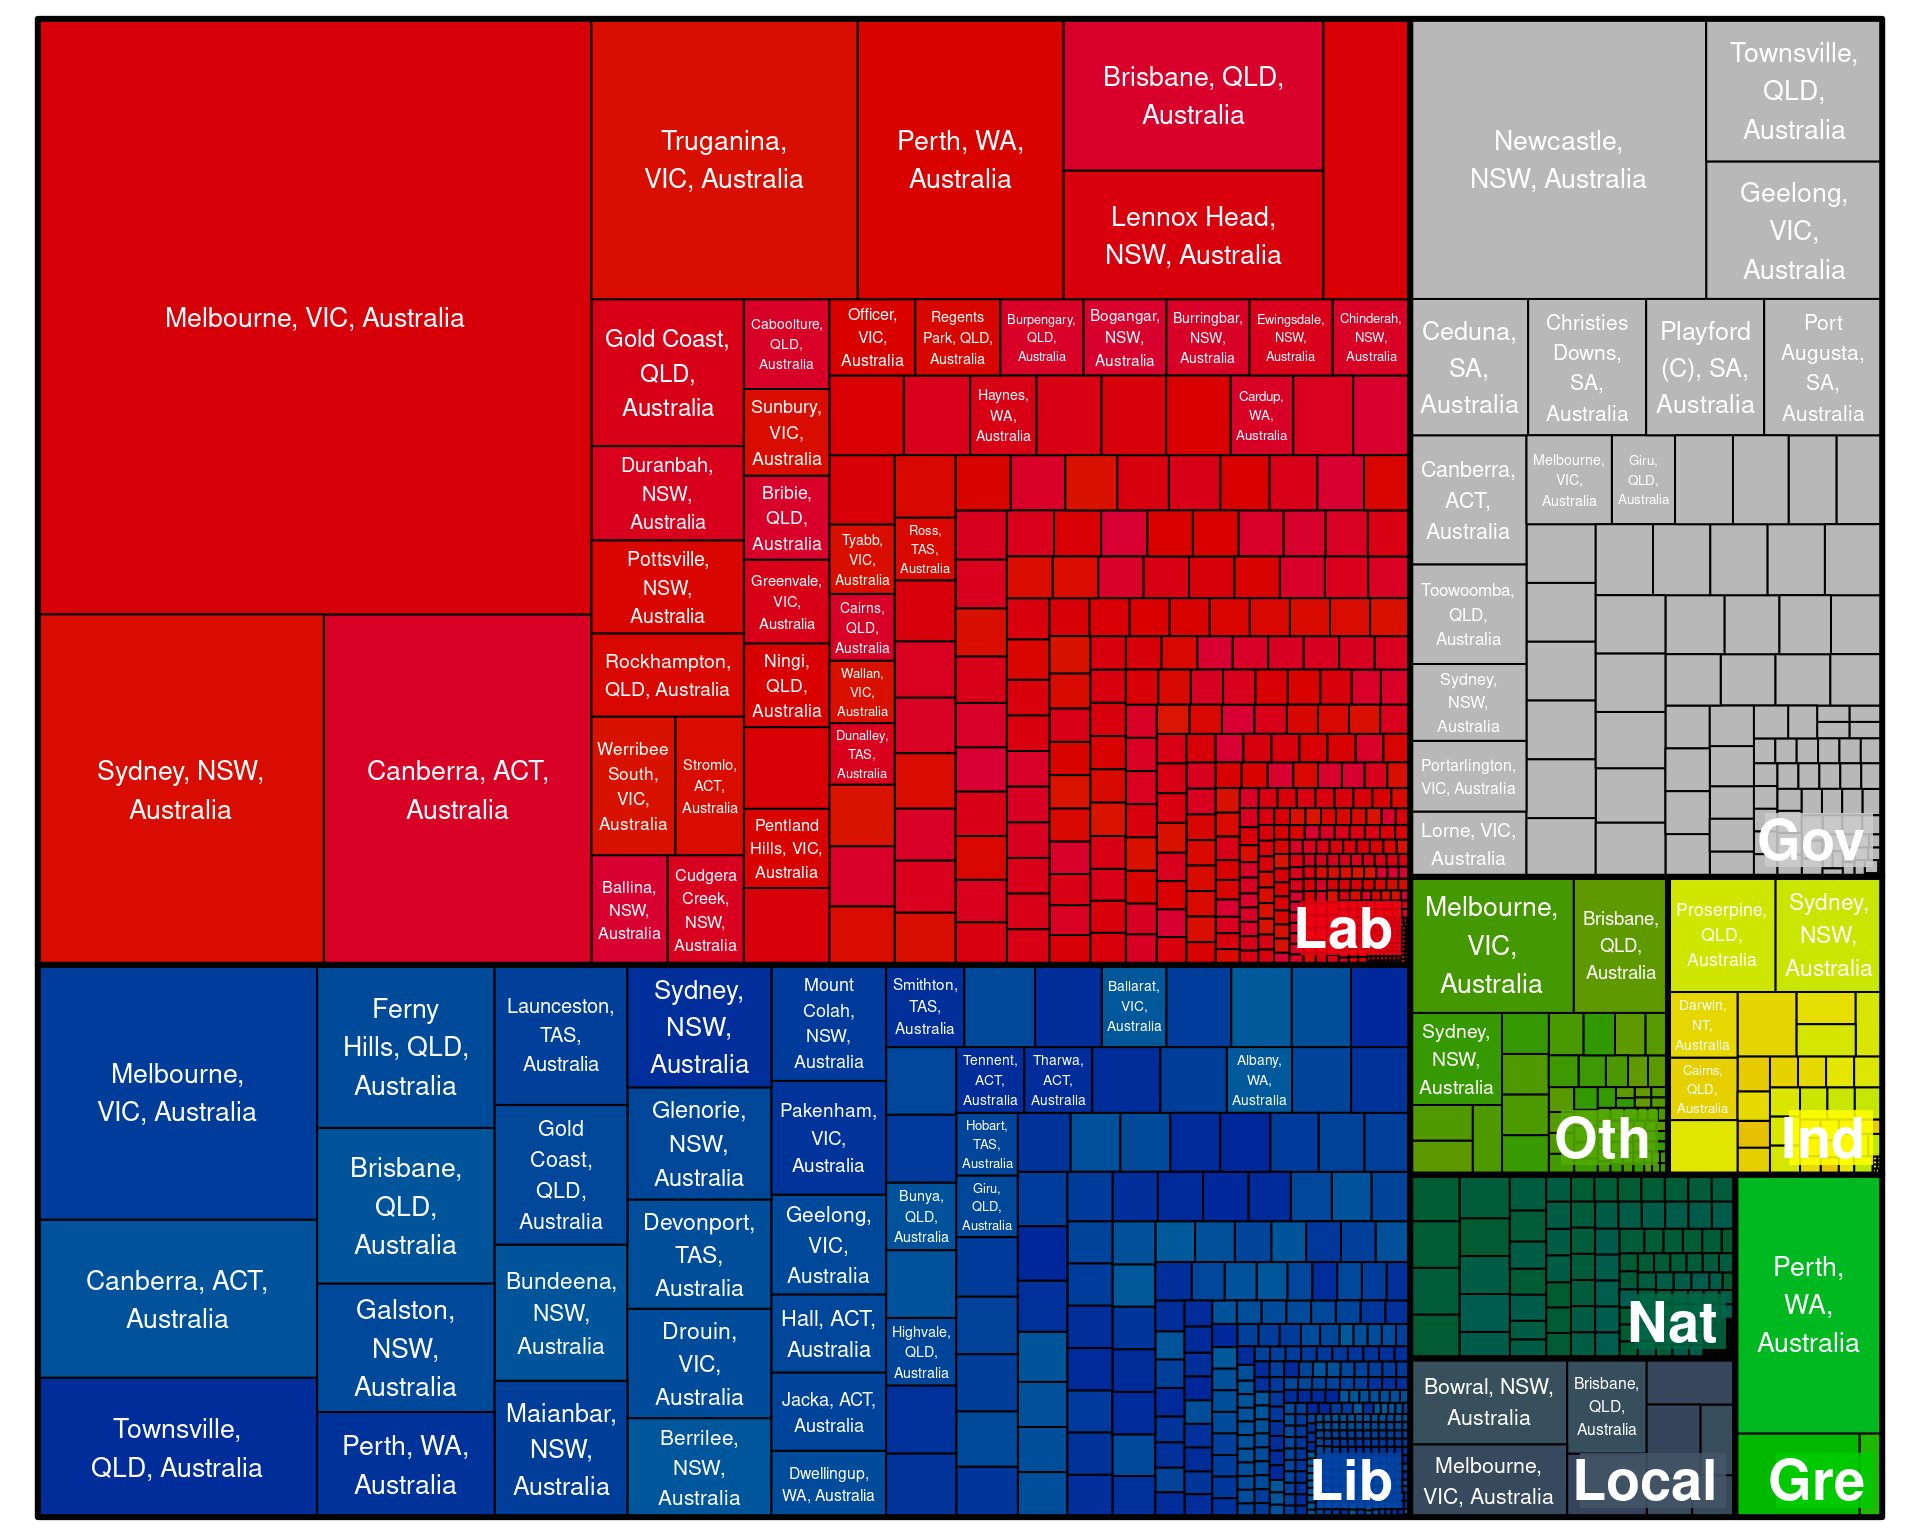 Melbourne, VIC, Australia
Sydney, NSW,
Australia
Canberra, ACT,
Australia
Truganina,
VIC, Australia
Perth, WA,
Australia
Brisbane, QLD,
Australia
Lennox Head,
NSW, Australia
Gold Coast,
QLD,
Australia
Duranbah,
NSW,
Australia
Pottsville,
NSW,
Australia
Rockhampton,
QLD, Australia
Werribee
South,
VIC,
Australia
Stromlo,
ACT,
Australia
Ballina,
NSW,
Australia
Cudgera
Creek,
NSW,
Australia
Caboolture,
QLD,
Australia
Sunbury,
VIC,
Australia
Bribie,
QLD,
Australia
Greenvale,
VIC,
Australia
Ningi,
QLD,
Australia
Pentland
Hills, VIC,
Australia
Officer,
VIC,
Australia
Regents
Park, QLD,
Australia
Burpengary,
QLD,
Australia
Bogangar,
NSW,
Australia
Burringbar,
NSW,
Australia
Ewingsdale,
NSW,
Australia
Chinderah,
NSW,
Australia
Haynes,
WA,
Australia
Cardup,
WA,
Australia
Tyabb,
VIC,
Australia
Ross,
TAS,
Australia
Cairns,
QLD,
Australia
Wallan,
VIC,
Australia
Dunalley,
TAS,
Australia
Lab
Newcastle,
NSW, Australia
Townsville,
QLD,
Australia
Geelong,
VIC,
Australia
Ceduna,
SA,
Australia
Christies
Downs,
SA,
Australia
Playford
(C), SA,
Australia
Port
Augusta,
SA,
Australia
Canberra,
ACT,
Australia
Melbourne,
VIC,
Australia
Giru,
QLD,
Australia
Toowoomba,
QLD,
Australia
Sydney,
NSW,
Australia
Portarlington,
VIC, Australia
Lorne, VIC,
Australia
Gov
Melbourne,
VIC, Australia
Canberra, ACT,
Australia
Townsville,
QLD, Australia
Ferny
Hills, QLD,
Australia
Brisbane,
QLD,
Australia
Galston,
NSW,
Australia
Perth, WA,
Australia
Launceston,
TAS,
Australia
Gold
Coast,
QLD,
Australia
Bundeena,
NSW,
Australia
Maianbar,
NSW,
Australia
Sydney,
NSW,
Australia
Glenorie,
NSW,
Australia
Devonport,
TAS,
Australia
Drouin,
VIC,
Australia
Berrilee,
NSW,
Australia
Mount
Colah,
NSW,
Australia
Pakenham,
VIC,
Australia
Geelong,
VIC,
Australia
Hall, ACT,
Australia
Jacka, ACT,
Australia
Dwellingup,
WA, Australia
Smithton,
TAS,
Australia
Ballarat,
VIC,
Australia
Tennent,
ACT,
Australia
Tharwa,
ACT,
Australia
Albany,
WA,
Australia
Hobart,
TAS,
Australia
Bunya,
QLD,
Australia
Giru,
QLD,
Australia
Highvale,
QLD,
Australia
Lib
Melbourne,
VIC,
Australia
Brisbane,
QLD,
Australia
Sydney,
NSW,
Australia
Oth
Proserpine,
QLD,
Australia
Sydney,
NSW,
Australia
Darwin,
NT,
Australia
Cairns,
QLD,
Australia
Ind
Nat
Perth,
WA,
Australia
Gre
Bowral, NSW,
Australia
Brisbane,
QLD,
Australia
Melbourne,
VIC, Australia
Local